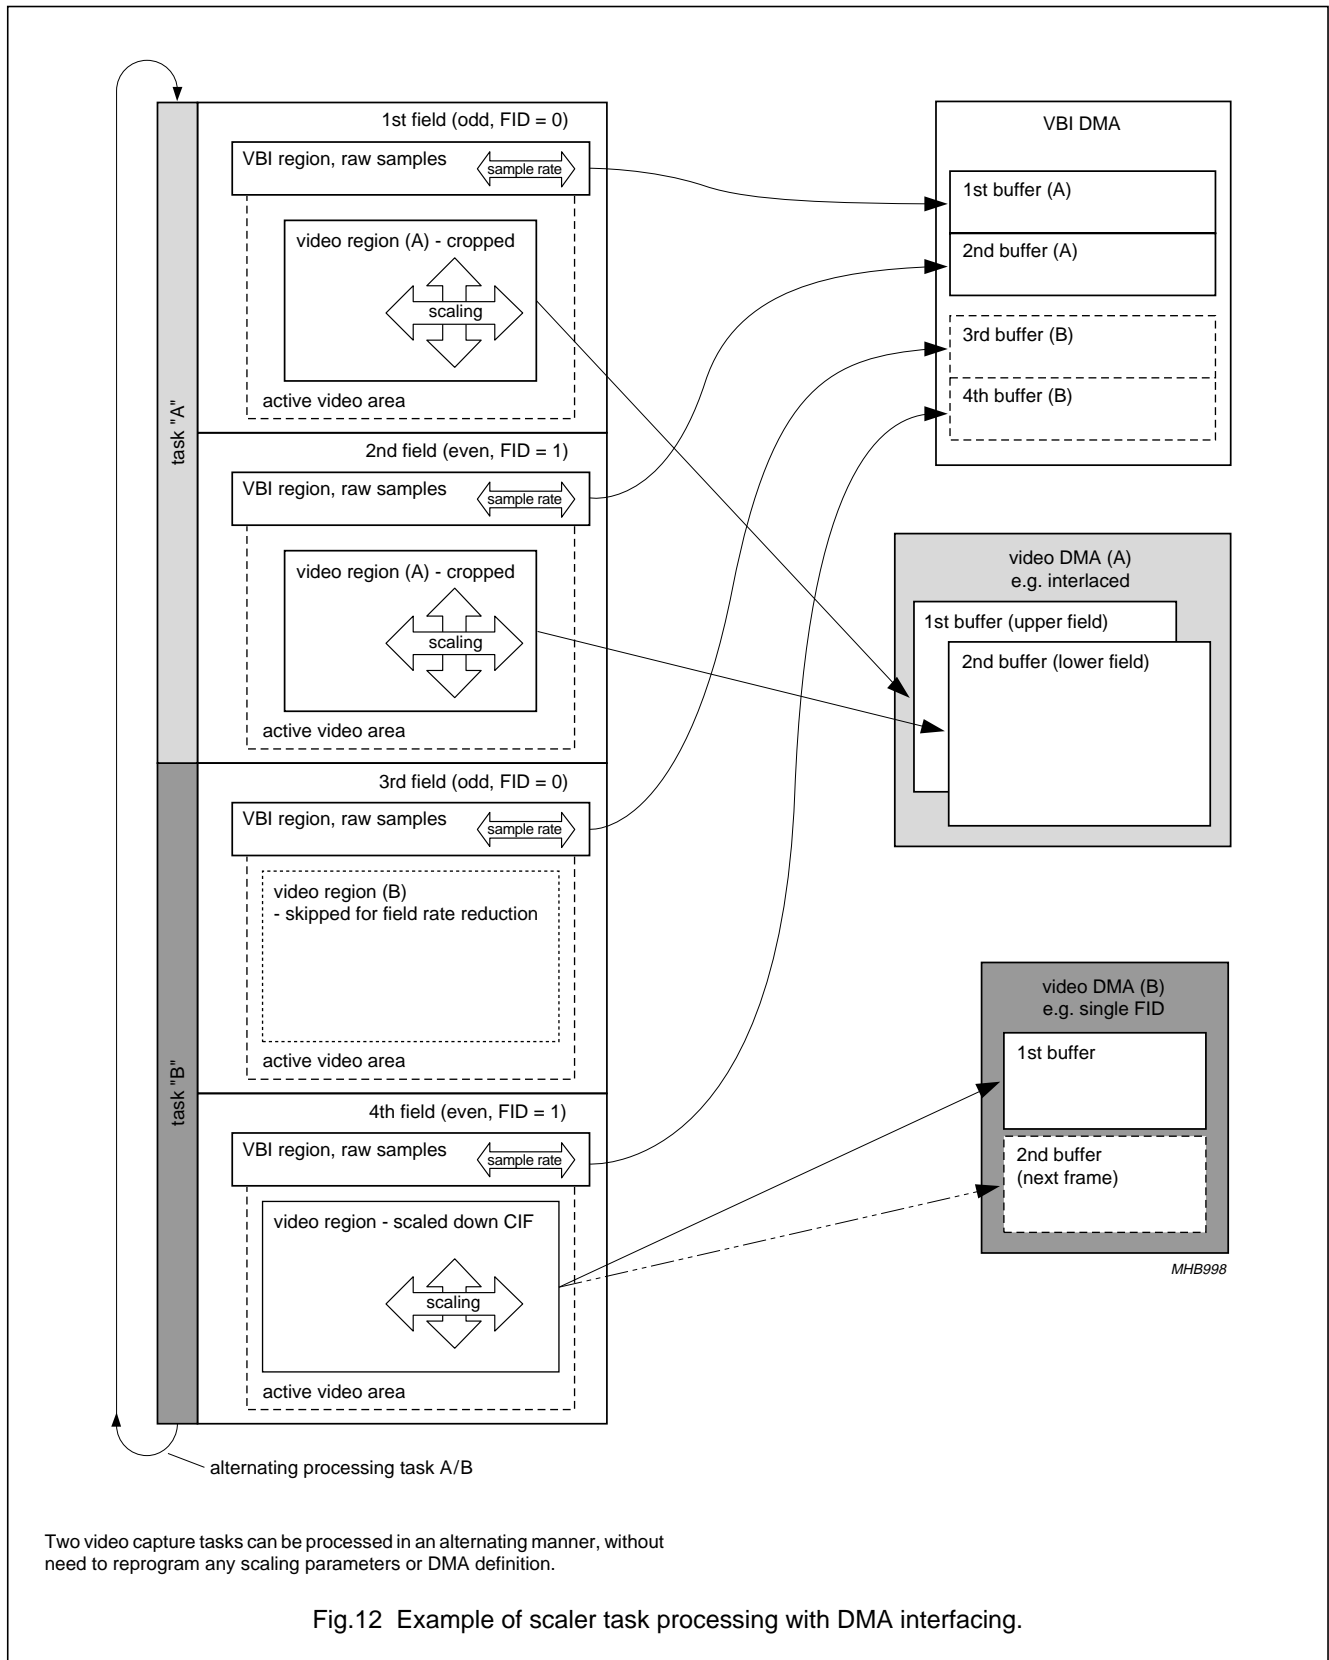 1st field (odd, FID = 0)
VBI region, raw samples
sample rate
video region (A) - cropped
scaling
active video area
task "A"
2nd field (even, FID = 1)
VBI region, raw samples
sample rate
video region (A) - cropped
scaling
active video area
3rd field (odd, FID = 0)
VBI region, raw samples
sample rate
video region (B)
- skipped for field rate reduction
active video area
task "B"
4th field (even, FID = 1)
VBI region, raw samples
sample rate
video region - scaled down CIF
scaling
active video area
alternating processing task A/B
VBI DMA
1st buffer (A)
2nd buffer (A)
3rd buffer (B)
4th buffer (B)
video DMA (A)
e.g. interlaced
1st buffer (upper field)
2nd buffer (lower field)
video DMA (B)
e.g. single FID
1st buffer
2nd buffer
(next frame)
MHB998
Two video capture tasks can be processed in an alternating manner, without
need to reprogram any scaling parameters or DMA definition.
Fig.12 Example of scaler task processing with DMA interfacing.